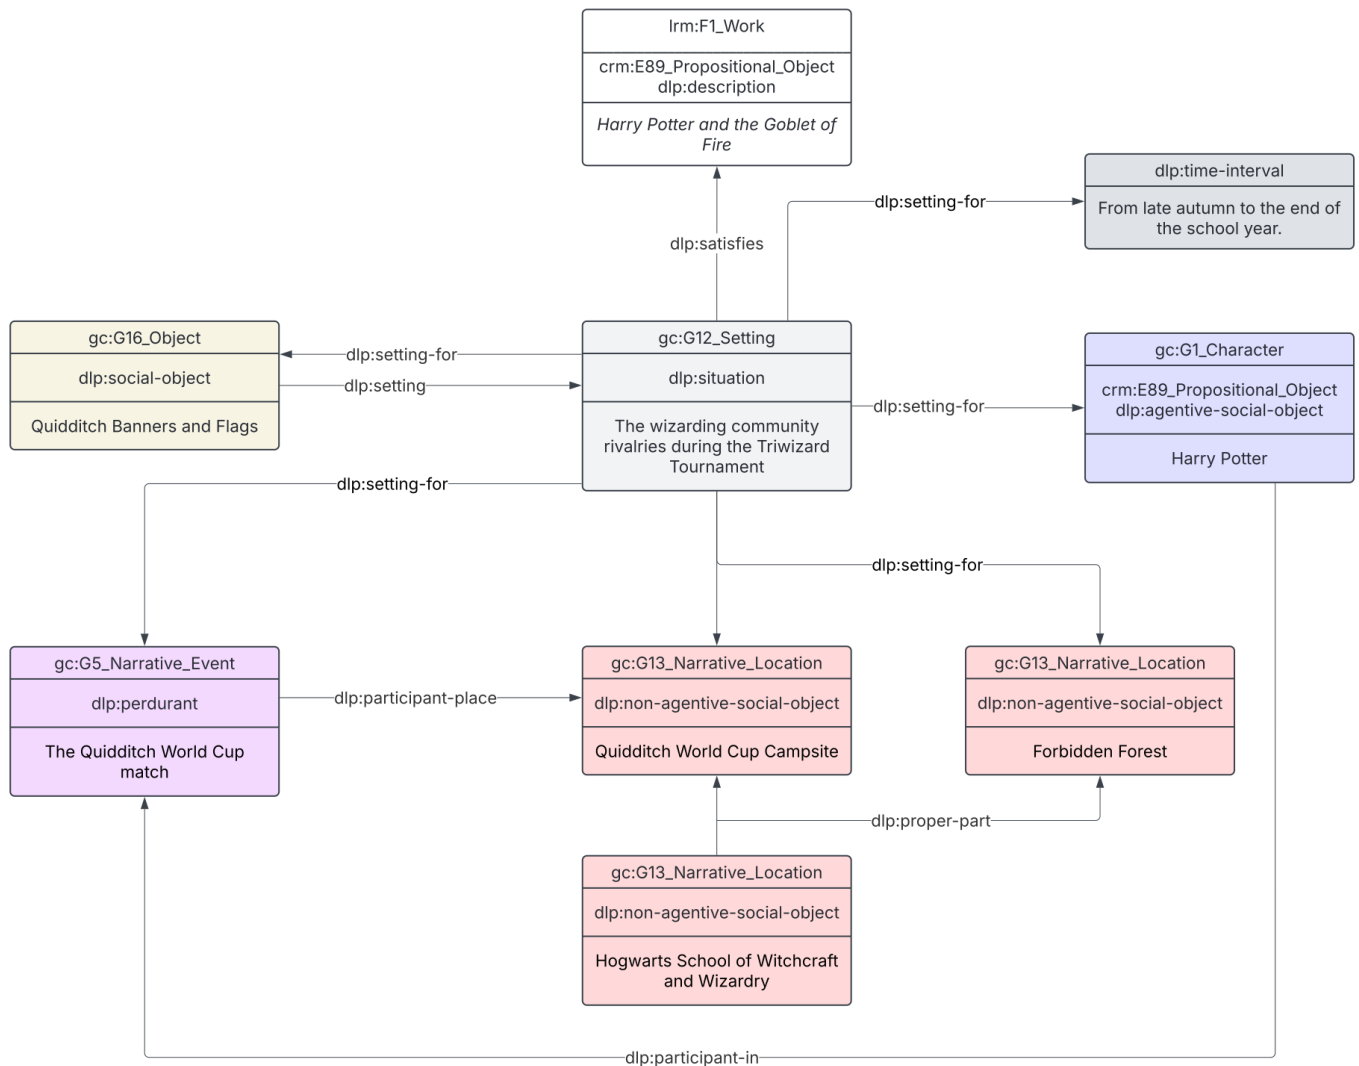 lrm:F1_Work
crm:E89_Propositional_Object
dlp:description
Harry Potter and the Goblet of
Fire
dlp:time-interval
From late autumn to the end of
the school year.
dlp:setting-for
dlp:satisfies
gc:G16_Object
dlp:social-object
Quidditch Banners and Flags
dlp:setting-for
dlp:setting
gc:G12_Setting
dlp:situation
The wizarding community
rivalries during the Triwizard
Tournament
dlp:setting-for
gc:G1_Character
crm:E89_Propositional_Object
dlp:agentive-social-object
Harry Potter
dlp:setting-for
dlp:setting-for
gc:G5_Narrative_Event
dlp:perdurant
The Quidditch World Cup
match
dlp:participant-place
gc:G13_Narrative_Location
dlp:non-agentive-social-object
Quidditch World Cup Campsite
gc:G13_Narrative_Location
dlp:non-agentive-social-object
Forbidden Forest
dlp:proper-part
gc:G13_Narrative_Location
dlp:non-agentive-social-object
Hogwarts School of Witchcraft
and Wizardry
dlp:participant-in